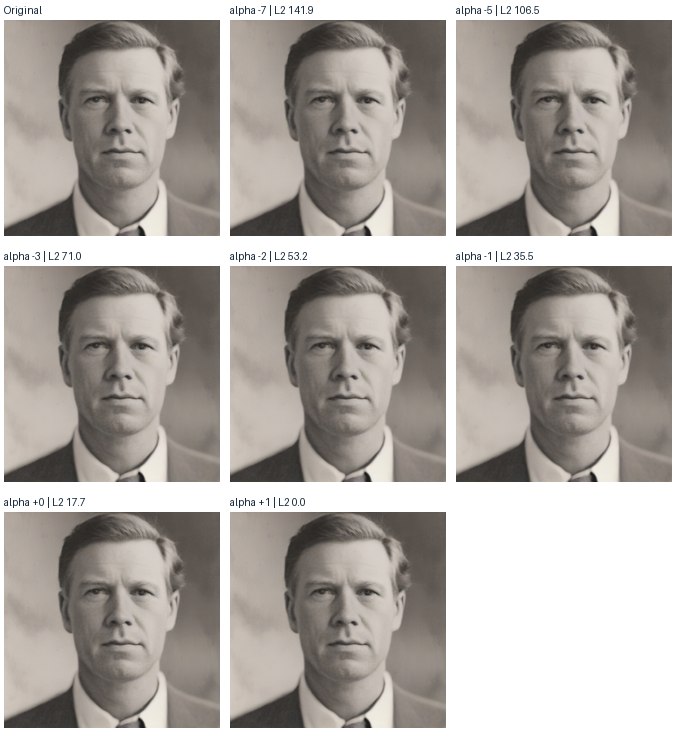 Original
alpha -7 | L2 141.9
alpha -5 | L2 106.5
alpha -3 | L2 71.0
alpha -2 | L2 53.2
alpha -1 | L2 35.5
alpha +0 | L2 17.7
alpha +1 | L2 0.0